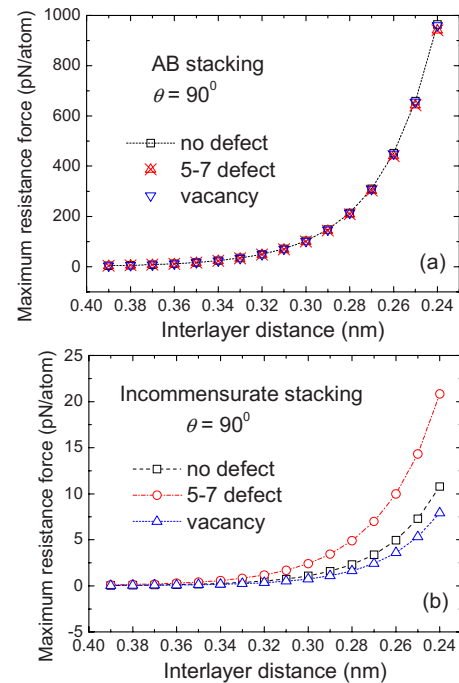 1000
800
600
400
200
0
Maximum resistance force (pN/atom)
AB stacking
θ = 90⁰
no defect
5-7 defect
vacancy
(a)
0.40 0.38 0.36 0.34 0.32 0.30 0.28 0.26 0.24
Interlayer distance (nm)
25
20
15
10
5
0
-5
Maximum resistance force (pN/atom)
Incommensurate stacking
θ = 90⁰
no defect
5-7 defect
vacancy
(b)
0.40 0.38 0.36 0.34 0.32 0.30 0.28 0.26 0.24
Interlayer distance (nm)